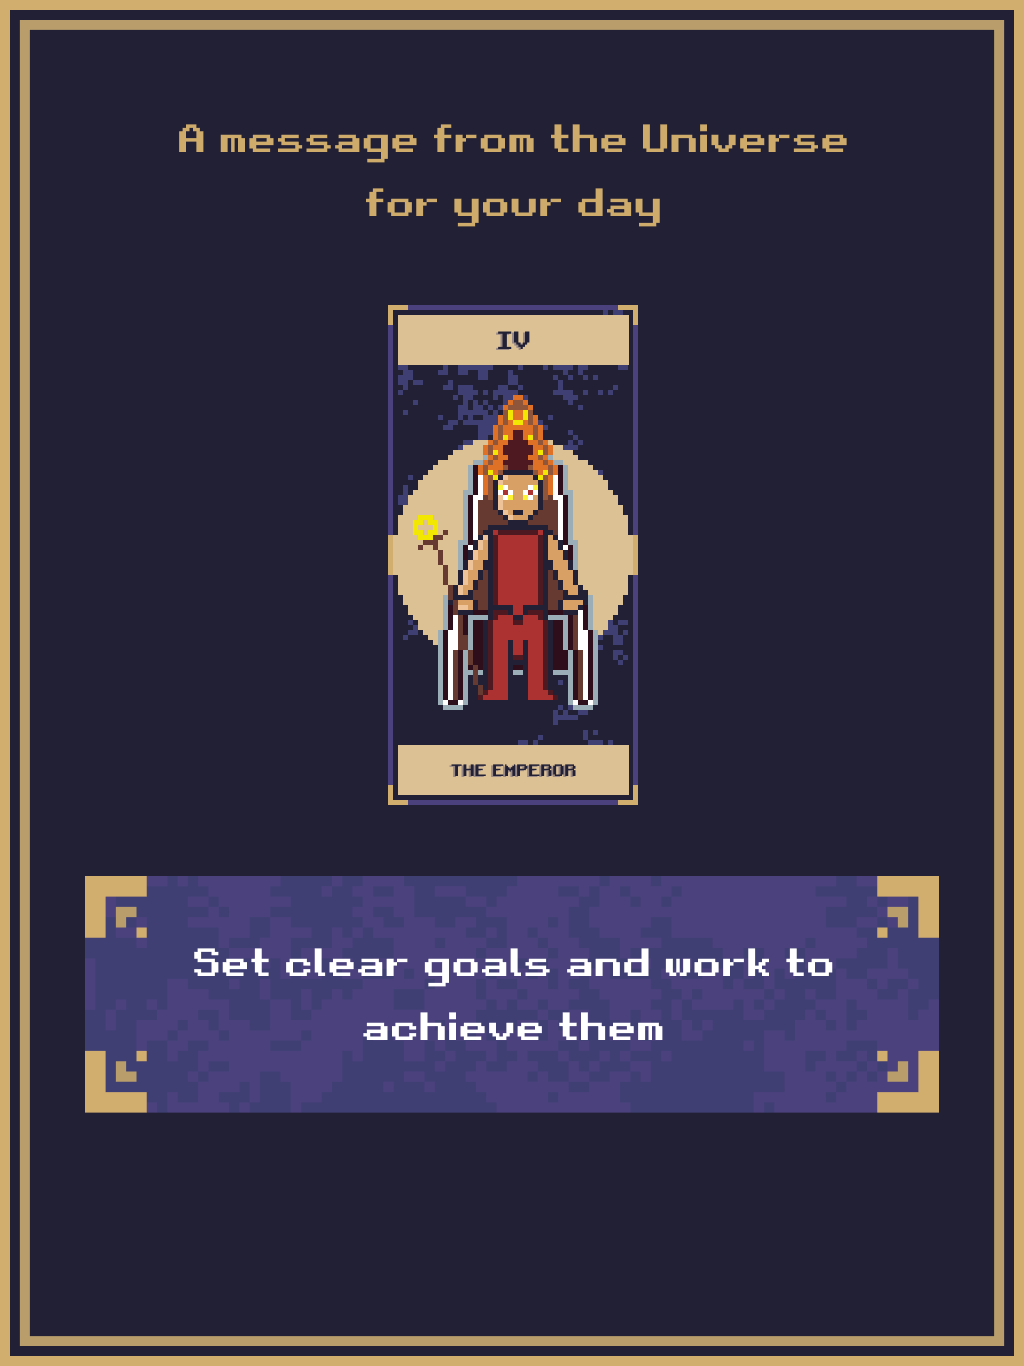 A message from the Universe
for your day
IV
THE EMPEROR
Set clear goals and work to
achieve them